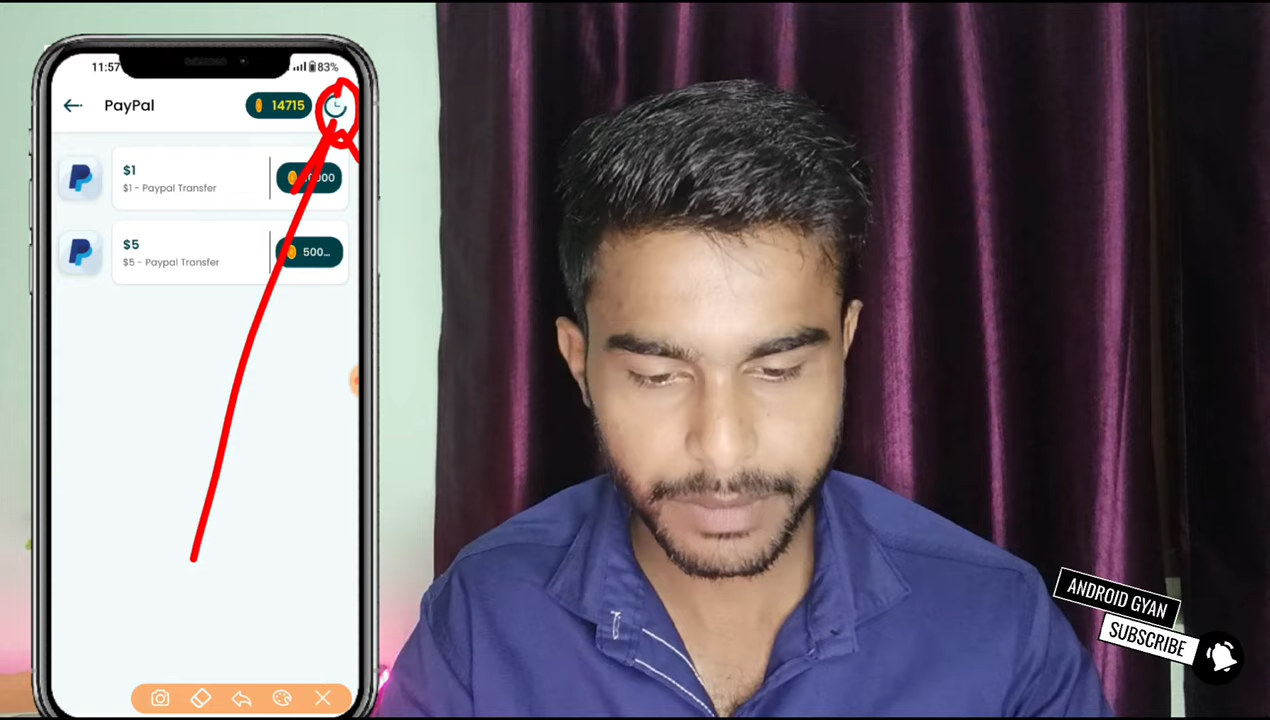 11:57
83%
PayPal
14715
$1
$1 - Paypal Transfer
$5
$5 - Paypal Transfer
500...
ANDROID GYAN
SUBSCRIBE